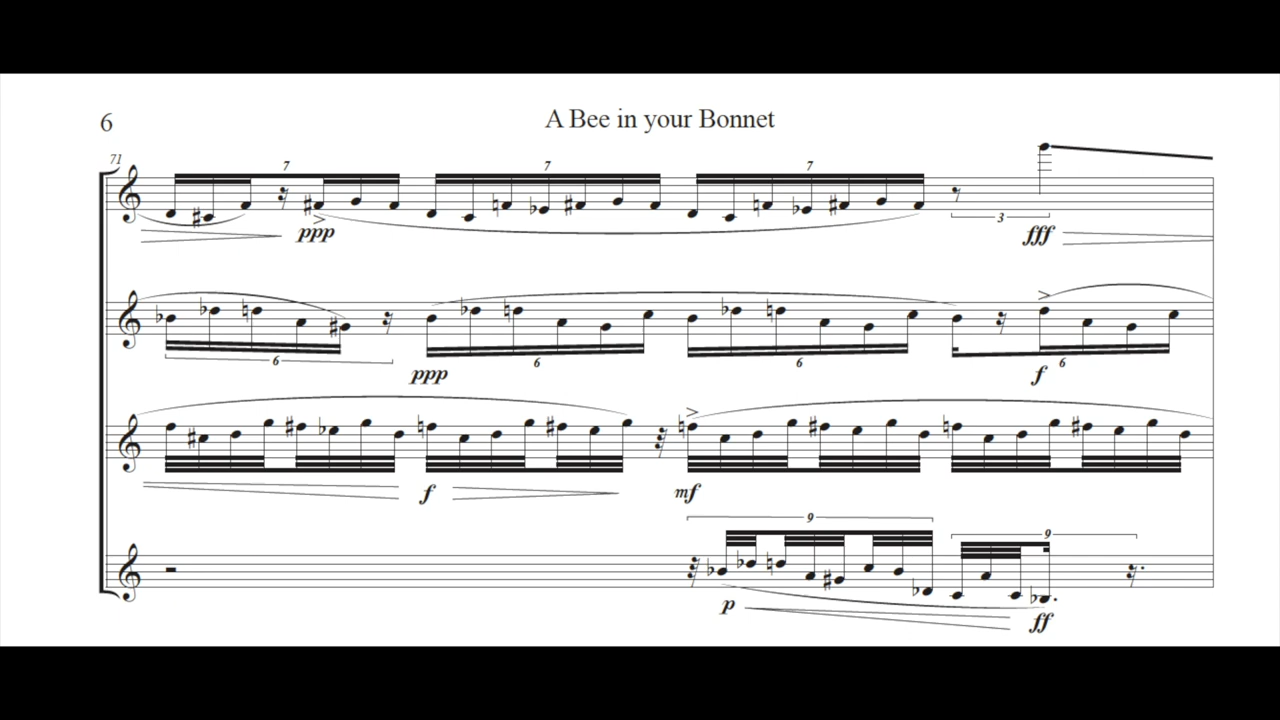 6
A Bee in your Bonnet
71
7 7 7
3
ppp fff
6 6 6 6
ppp f
f mf
9 9
p ff